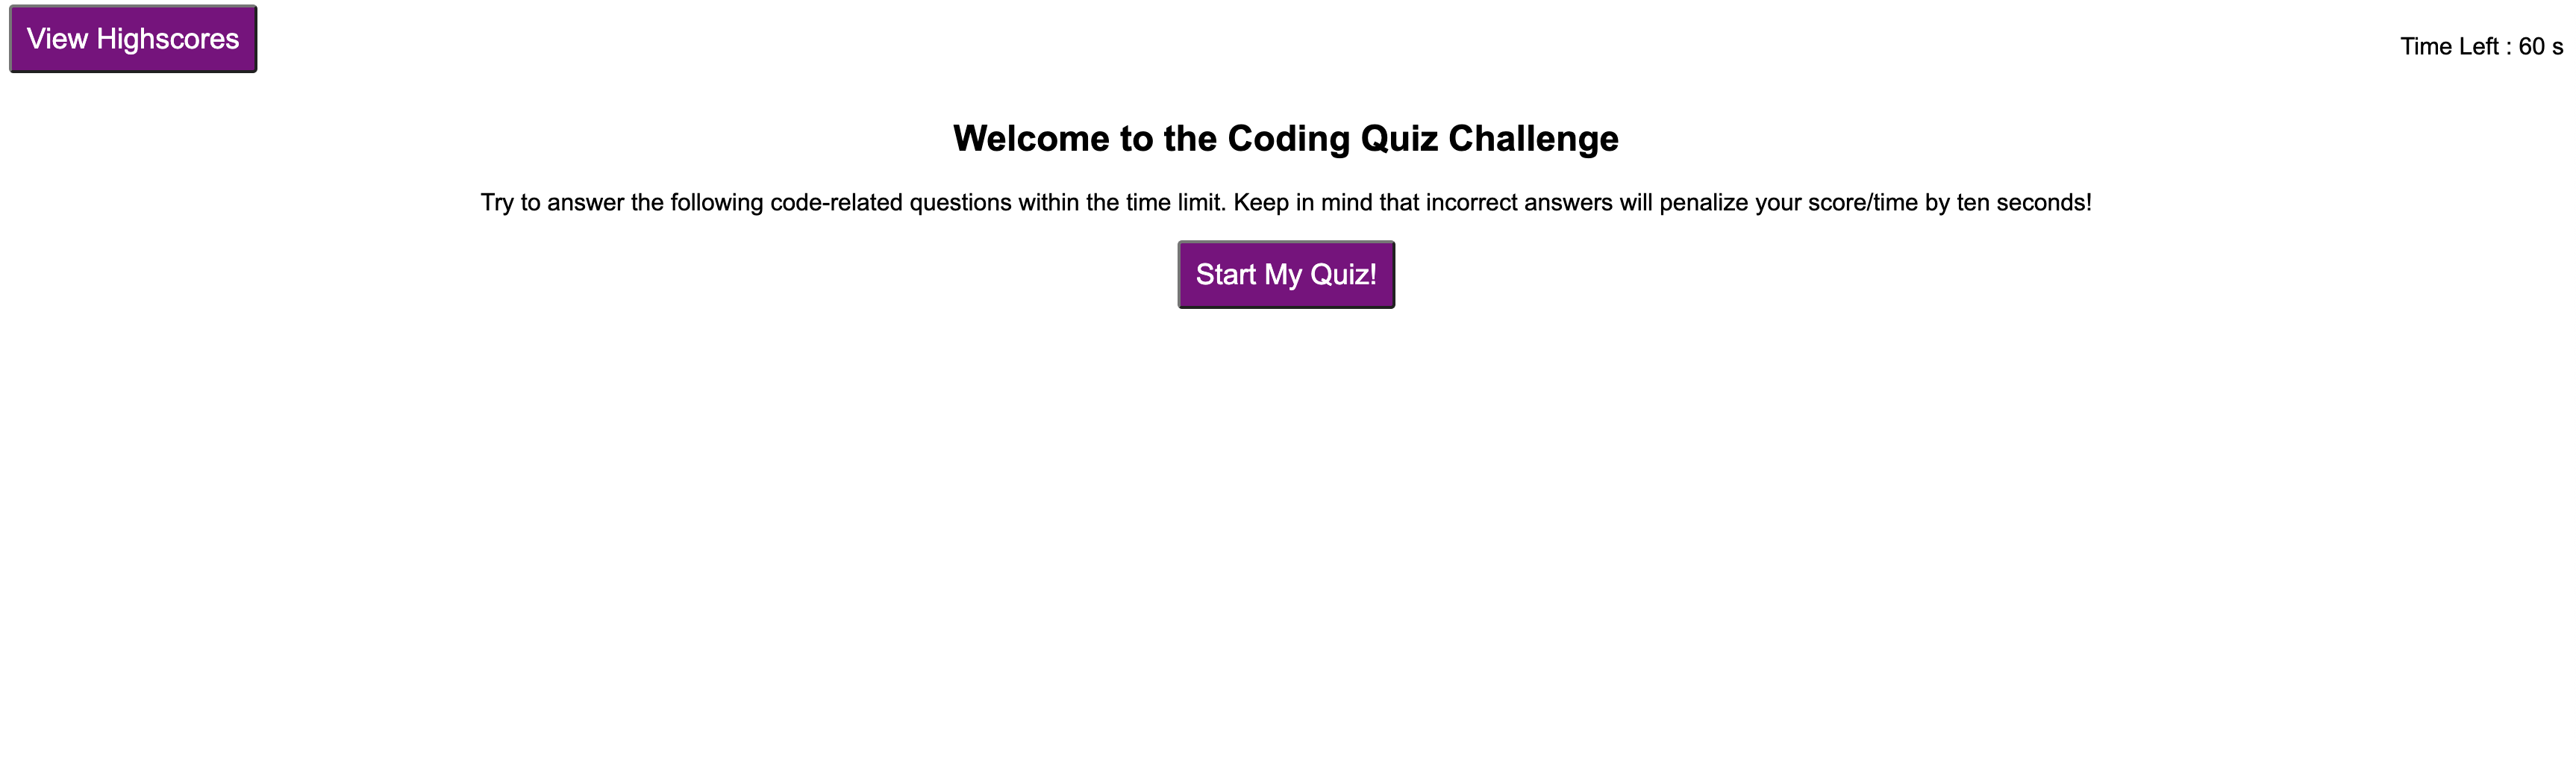 View Highscores
Time Left : 60 s
Welcome to the Coding Quiz Challenge
Try to answer the following code-related questions within the time limit. Keep in mind that incorrect answers will penalize your score/time by ten seconds!
Start My Quiz!